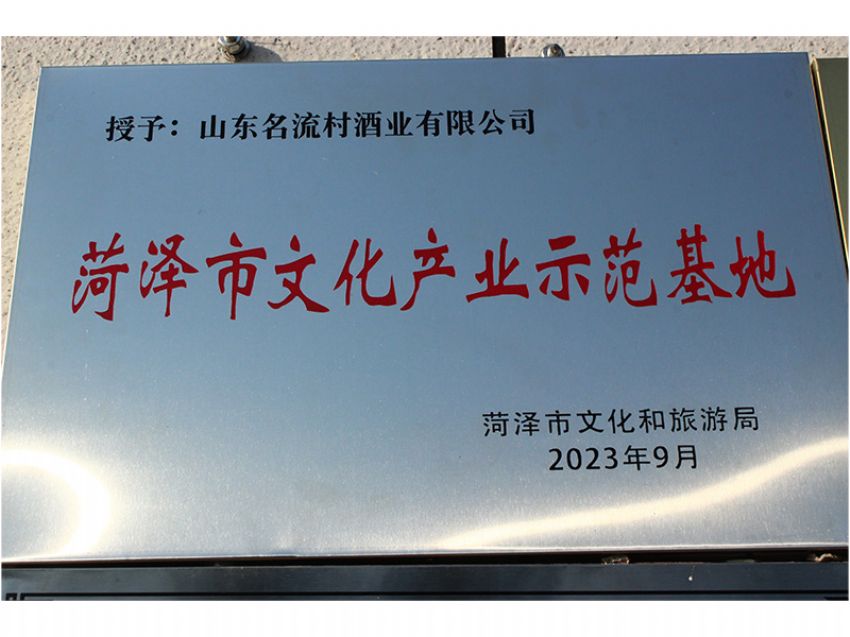 授予：山东名流村酒业有限公司
菏泽市文化产业示范基地
菏泽市文化和旅游局
2023年9月